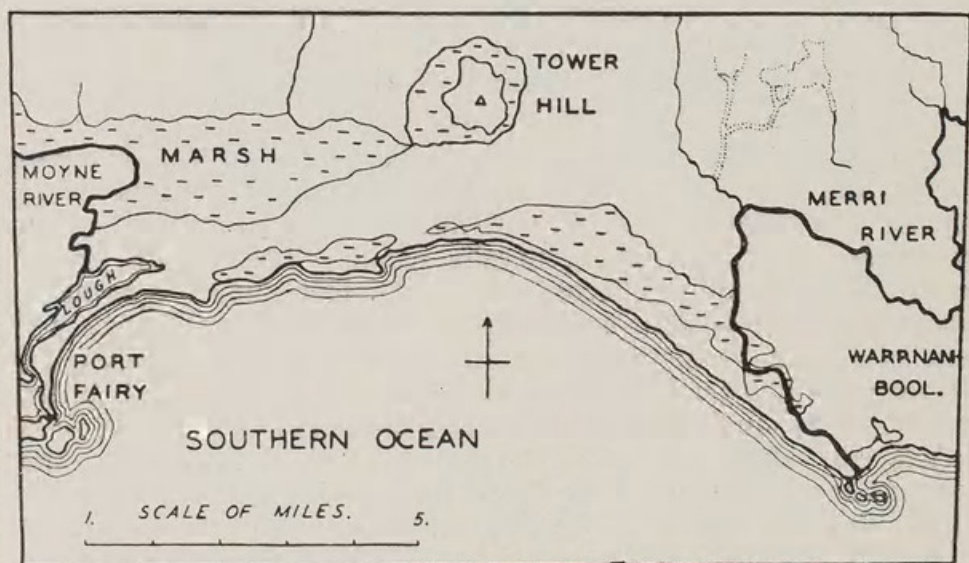 TOWER
HILL
MARSH
MOYNE
RIVER
MERRI
RIVER
LOUGH
PORT
FAIRY
WARRNAM-
BOOL.
SOUTHERN OCEAN
1. SCALE OF MILES. 5.